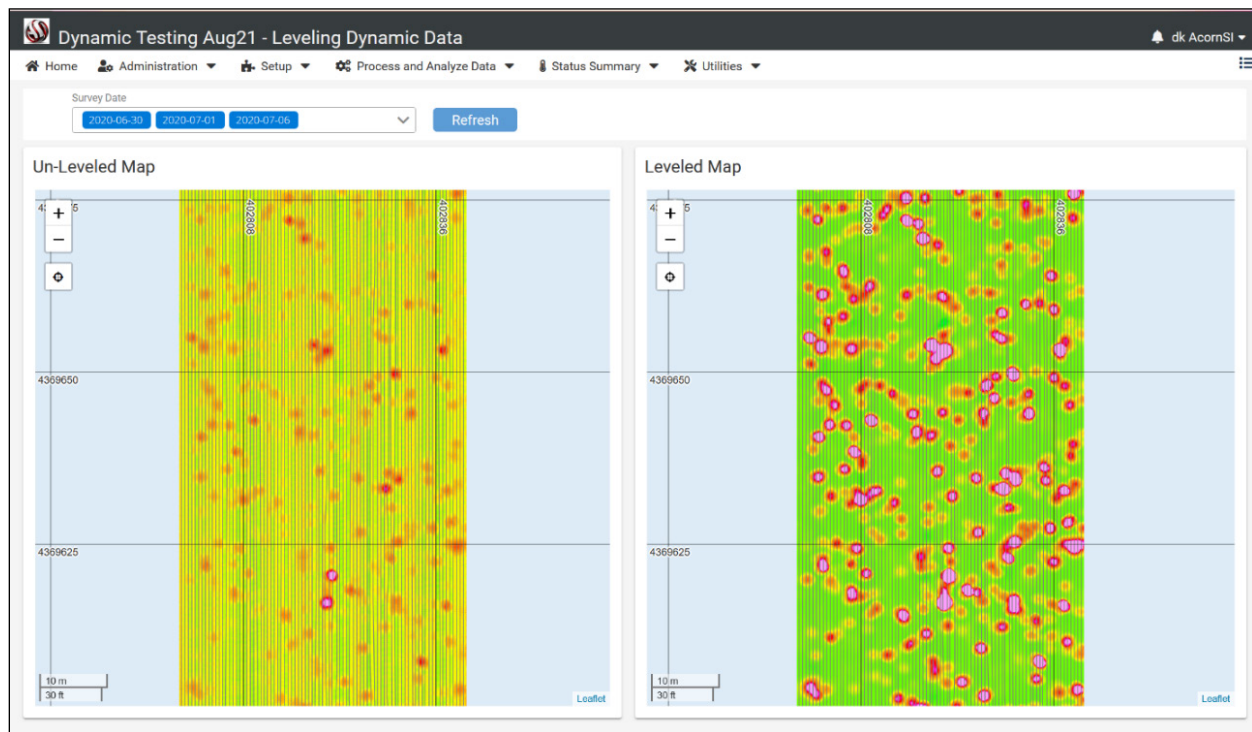 Dynamic Testing Aug21 - Leveling Dynamic Data
dk AcornSI
Home Administration Setup Process and Analyze Data Status Summary Utilities
Survey Date
2020-06-30 2020-07-01 2020-07-06
Refresh
Un-Leveled Map
+
−
402808
402836
4369650
4369625
10 m
30 ft
Leaflet
Leveled Map
+
−
402808
402836
4369650
4369625
10 m
30 ft
Leaflet